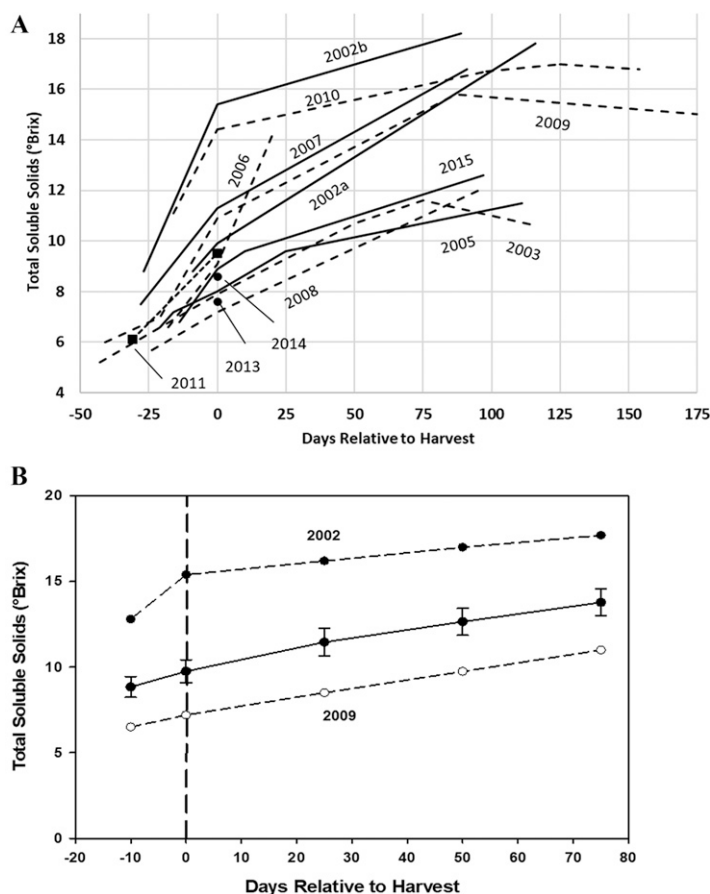 A
Total Soluble Solids (°Brix)
18
16
14
12
10
8
6
4
2002b
2010
2006
2007
2009
2002a
2015
2005
2003
2008
2014
2013
2011
-50 -25 0 25 50 75 100 125 150 175
Days Relative to Harvest
B
Total Soluble Solids (°Brix)
20
15
10
5
0
2002
2009
-20 -10 0 10 20 30 40 50 60 70 80
Days Relative to Harvest